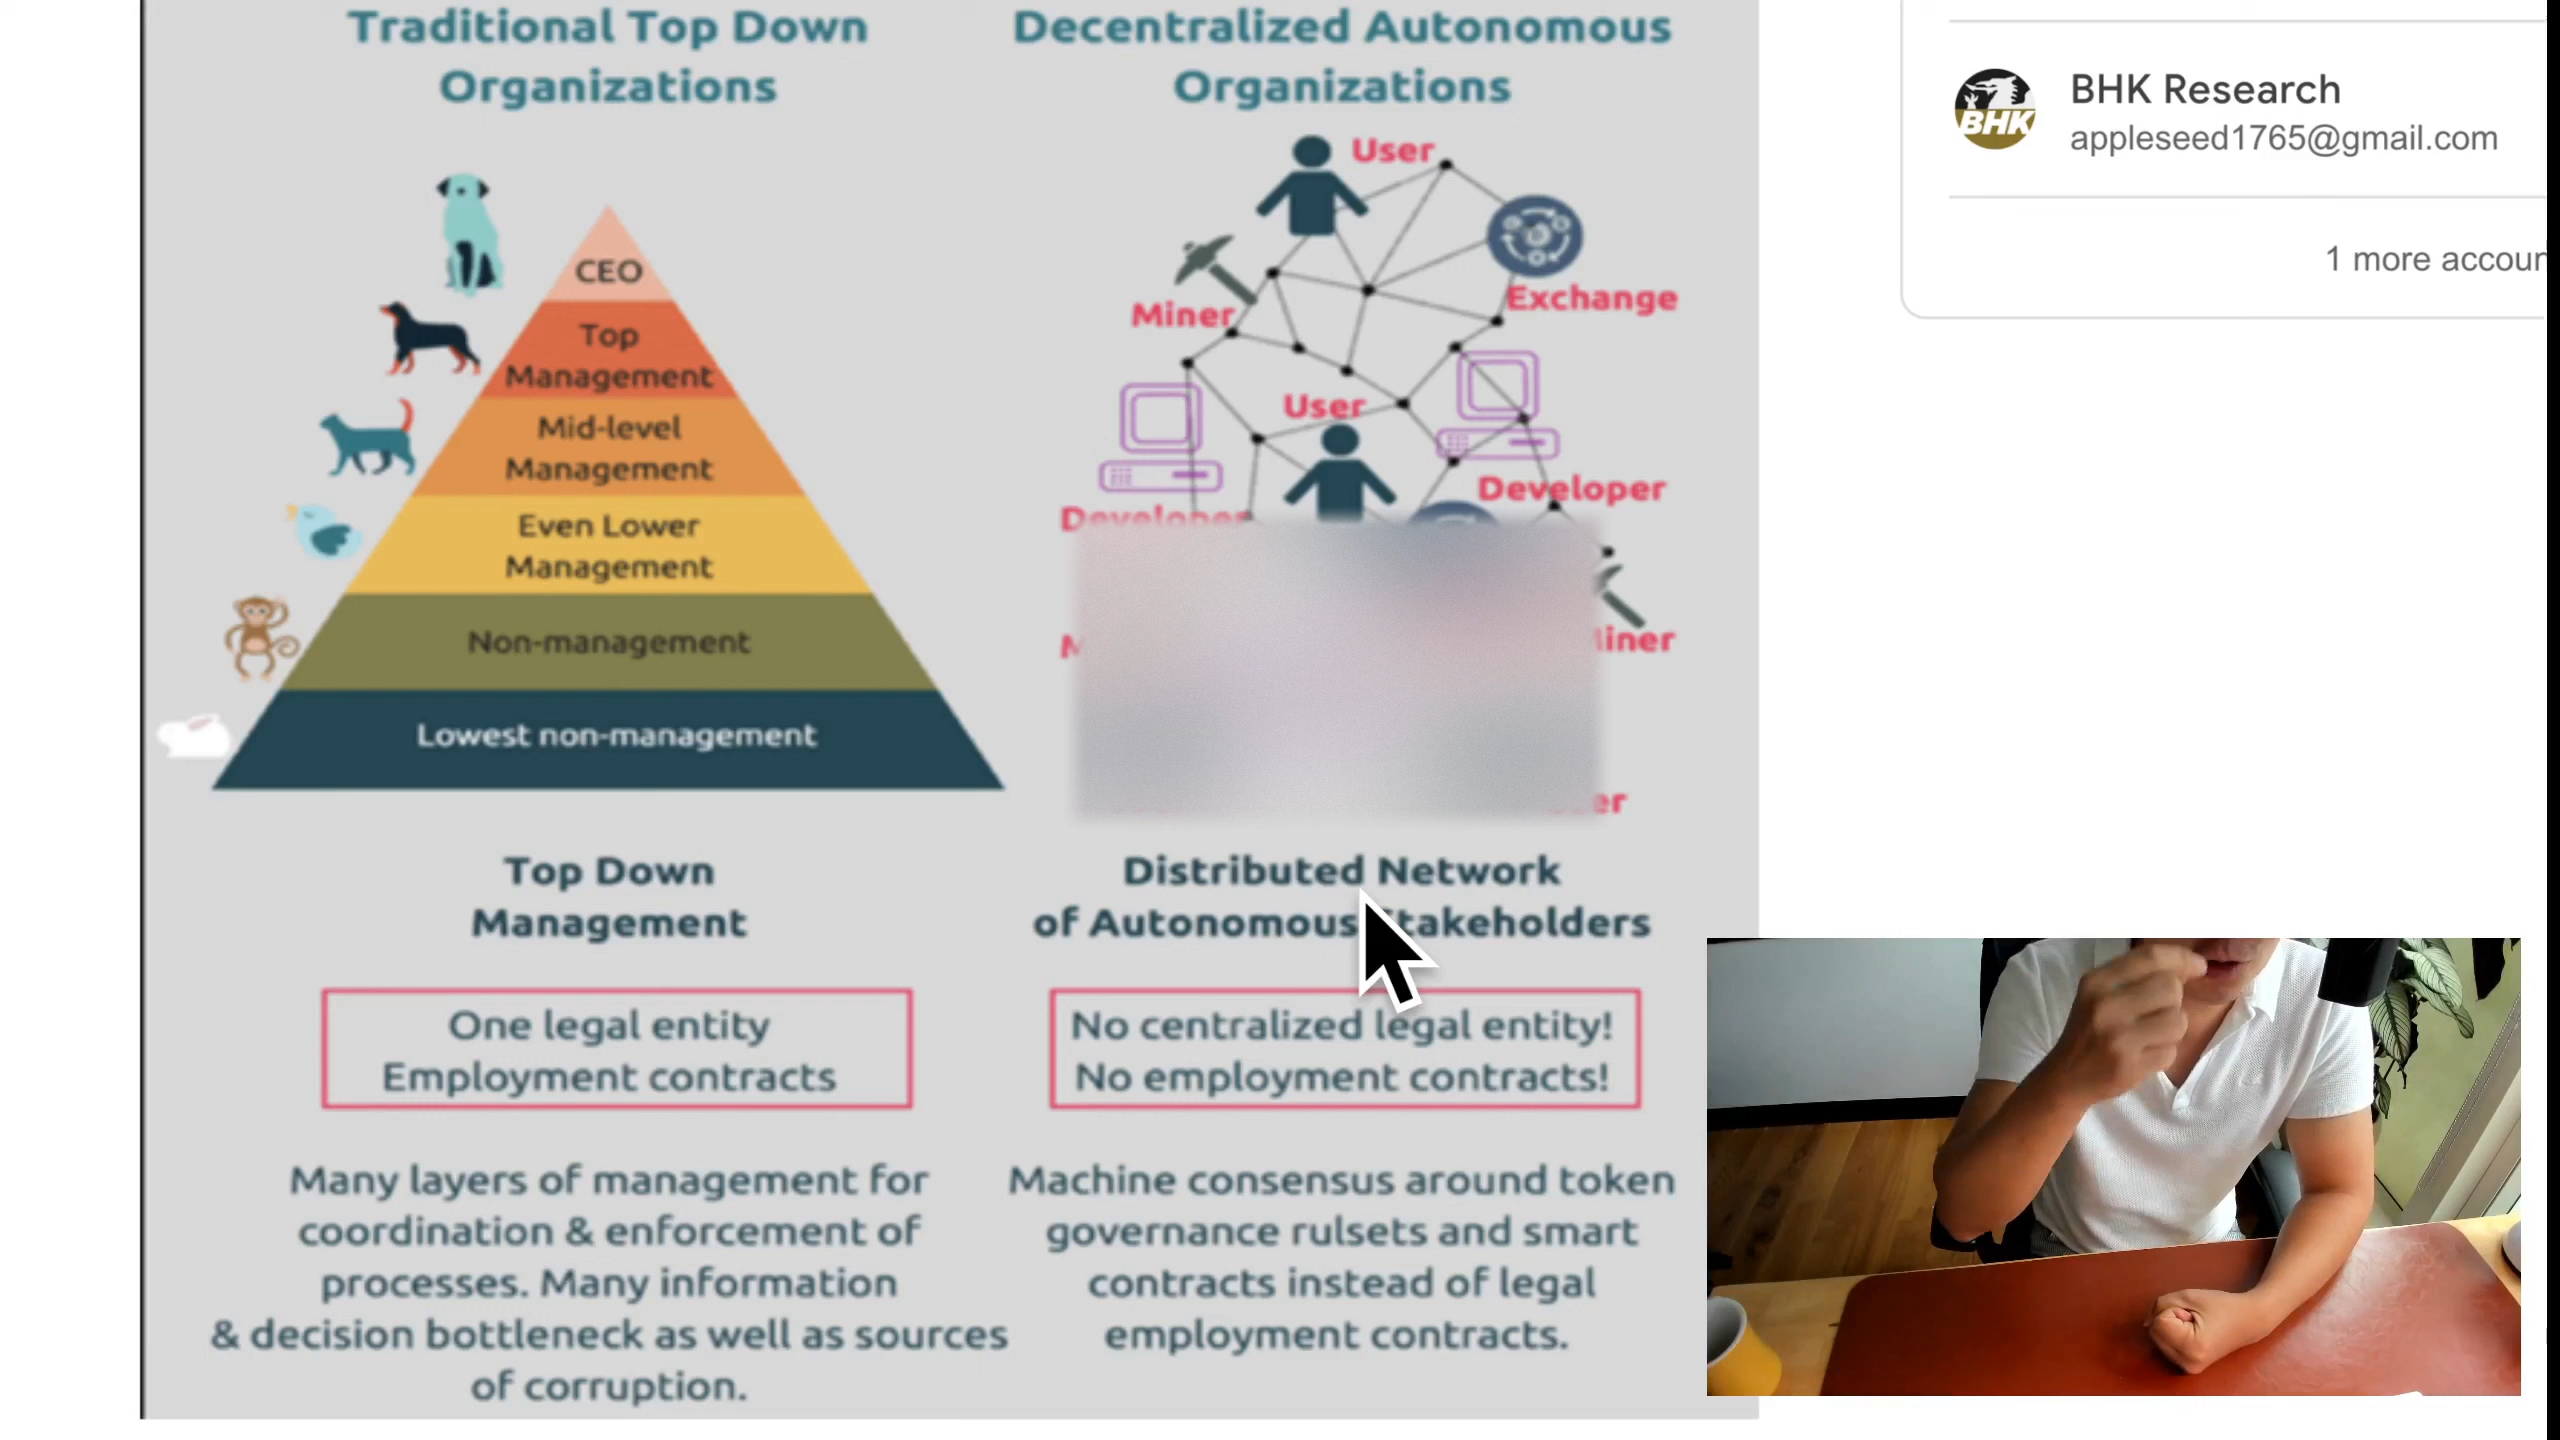 Traditional Top Down
Organizations
CEO
Top
Management
Mid-level
Management
Even Lower
Management
Non-management
Lowest non-management
Top Down
Management
One legal entity
Employment contracts
Many layers of management for
coordination & enforcement of
processes. Many information
& decision bottleneck as well as sources
of corruption.
Decentralized Autonomous
Organizations
User
Miner
Exchange
User
Developer
Developer
Distributed Network
of Autonomous Stakeholders
No centralized legal entity!
No employment contracts!
Machine consensus around token
governance rulsets and smart
contracts instead of legal
employment contracts.
BHK
BHK Research
appleseed1765@gmail.com
1 more accour